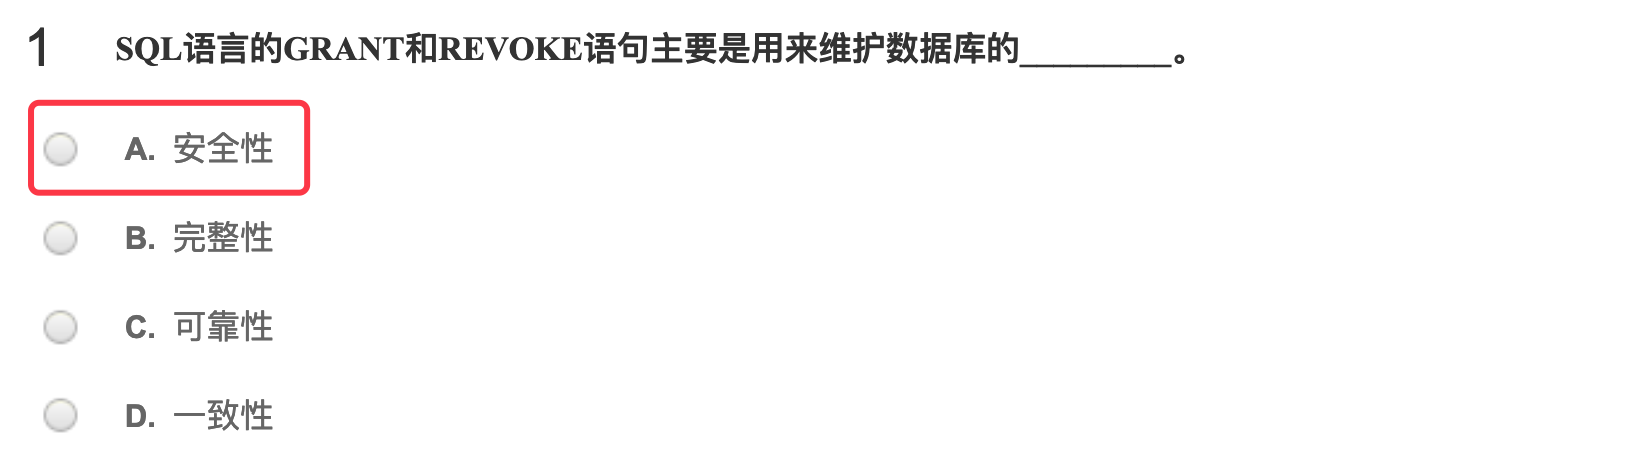 1 SQL语言的GRANT和REVOKE语句主要是用来维护数据库的_________。
A. 安全性
B. 完整性
C. 可靠性
D. 一致性